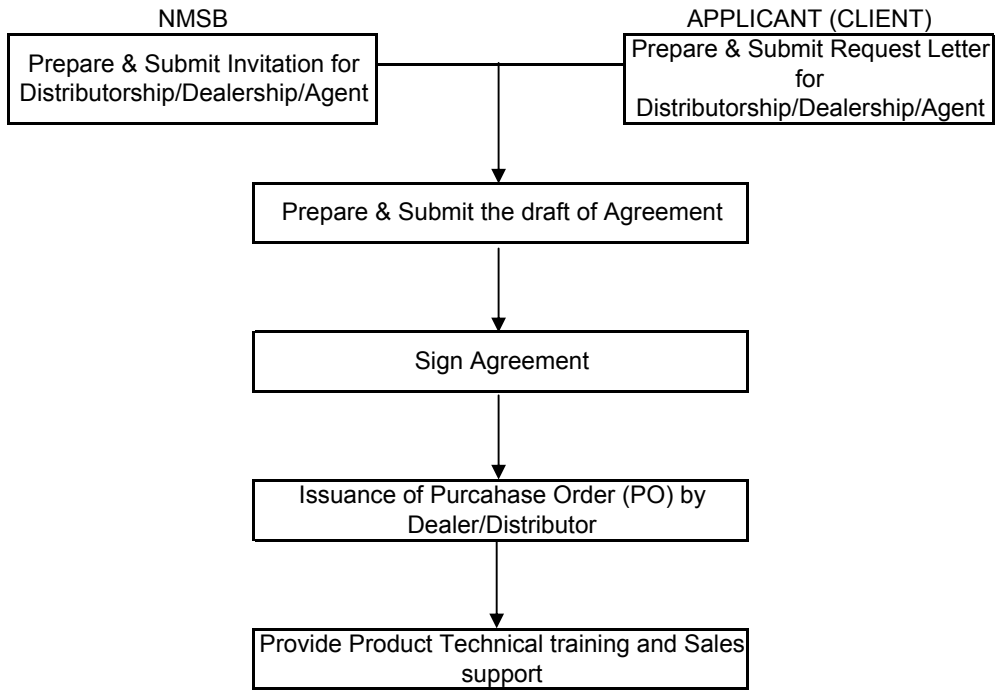 NMSB
APPLICANT (CLIENT)
Prepare & Submit Invitation for
Distributorship/Dealership/Agent
Prepare & Submit Request Letter
for
Distributorship/Dealership/Agent
Prepare & Submit the draft of Agreement
Sign Agreement
Issuance of Purcahase Order (PO) by
Dealer/Distributor
Provide Product Technical training and Sales
support